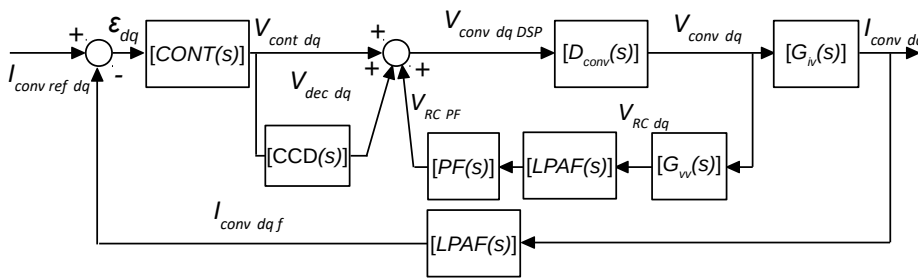 ε dq
V cont dq
V conv dq DSP
V conv dq
I conv dq
+
[CONT(s)]
+
[D conv(s)]
[G iv(s)]
I conv ref dq
-
+
+
V dec dq
V RC PF
V RC dq
[CCD(s)]
[PF(s)]
[LPAF(s)]
[G vv(s)]
I conv dq f
[LPAF(s)]